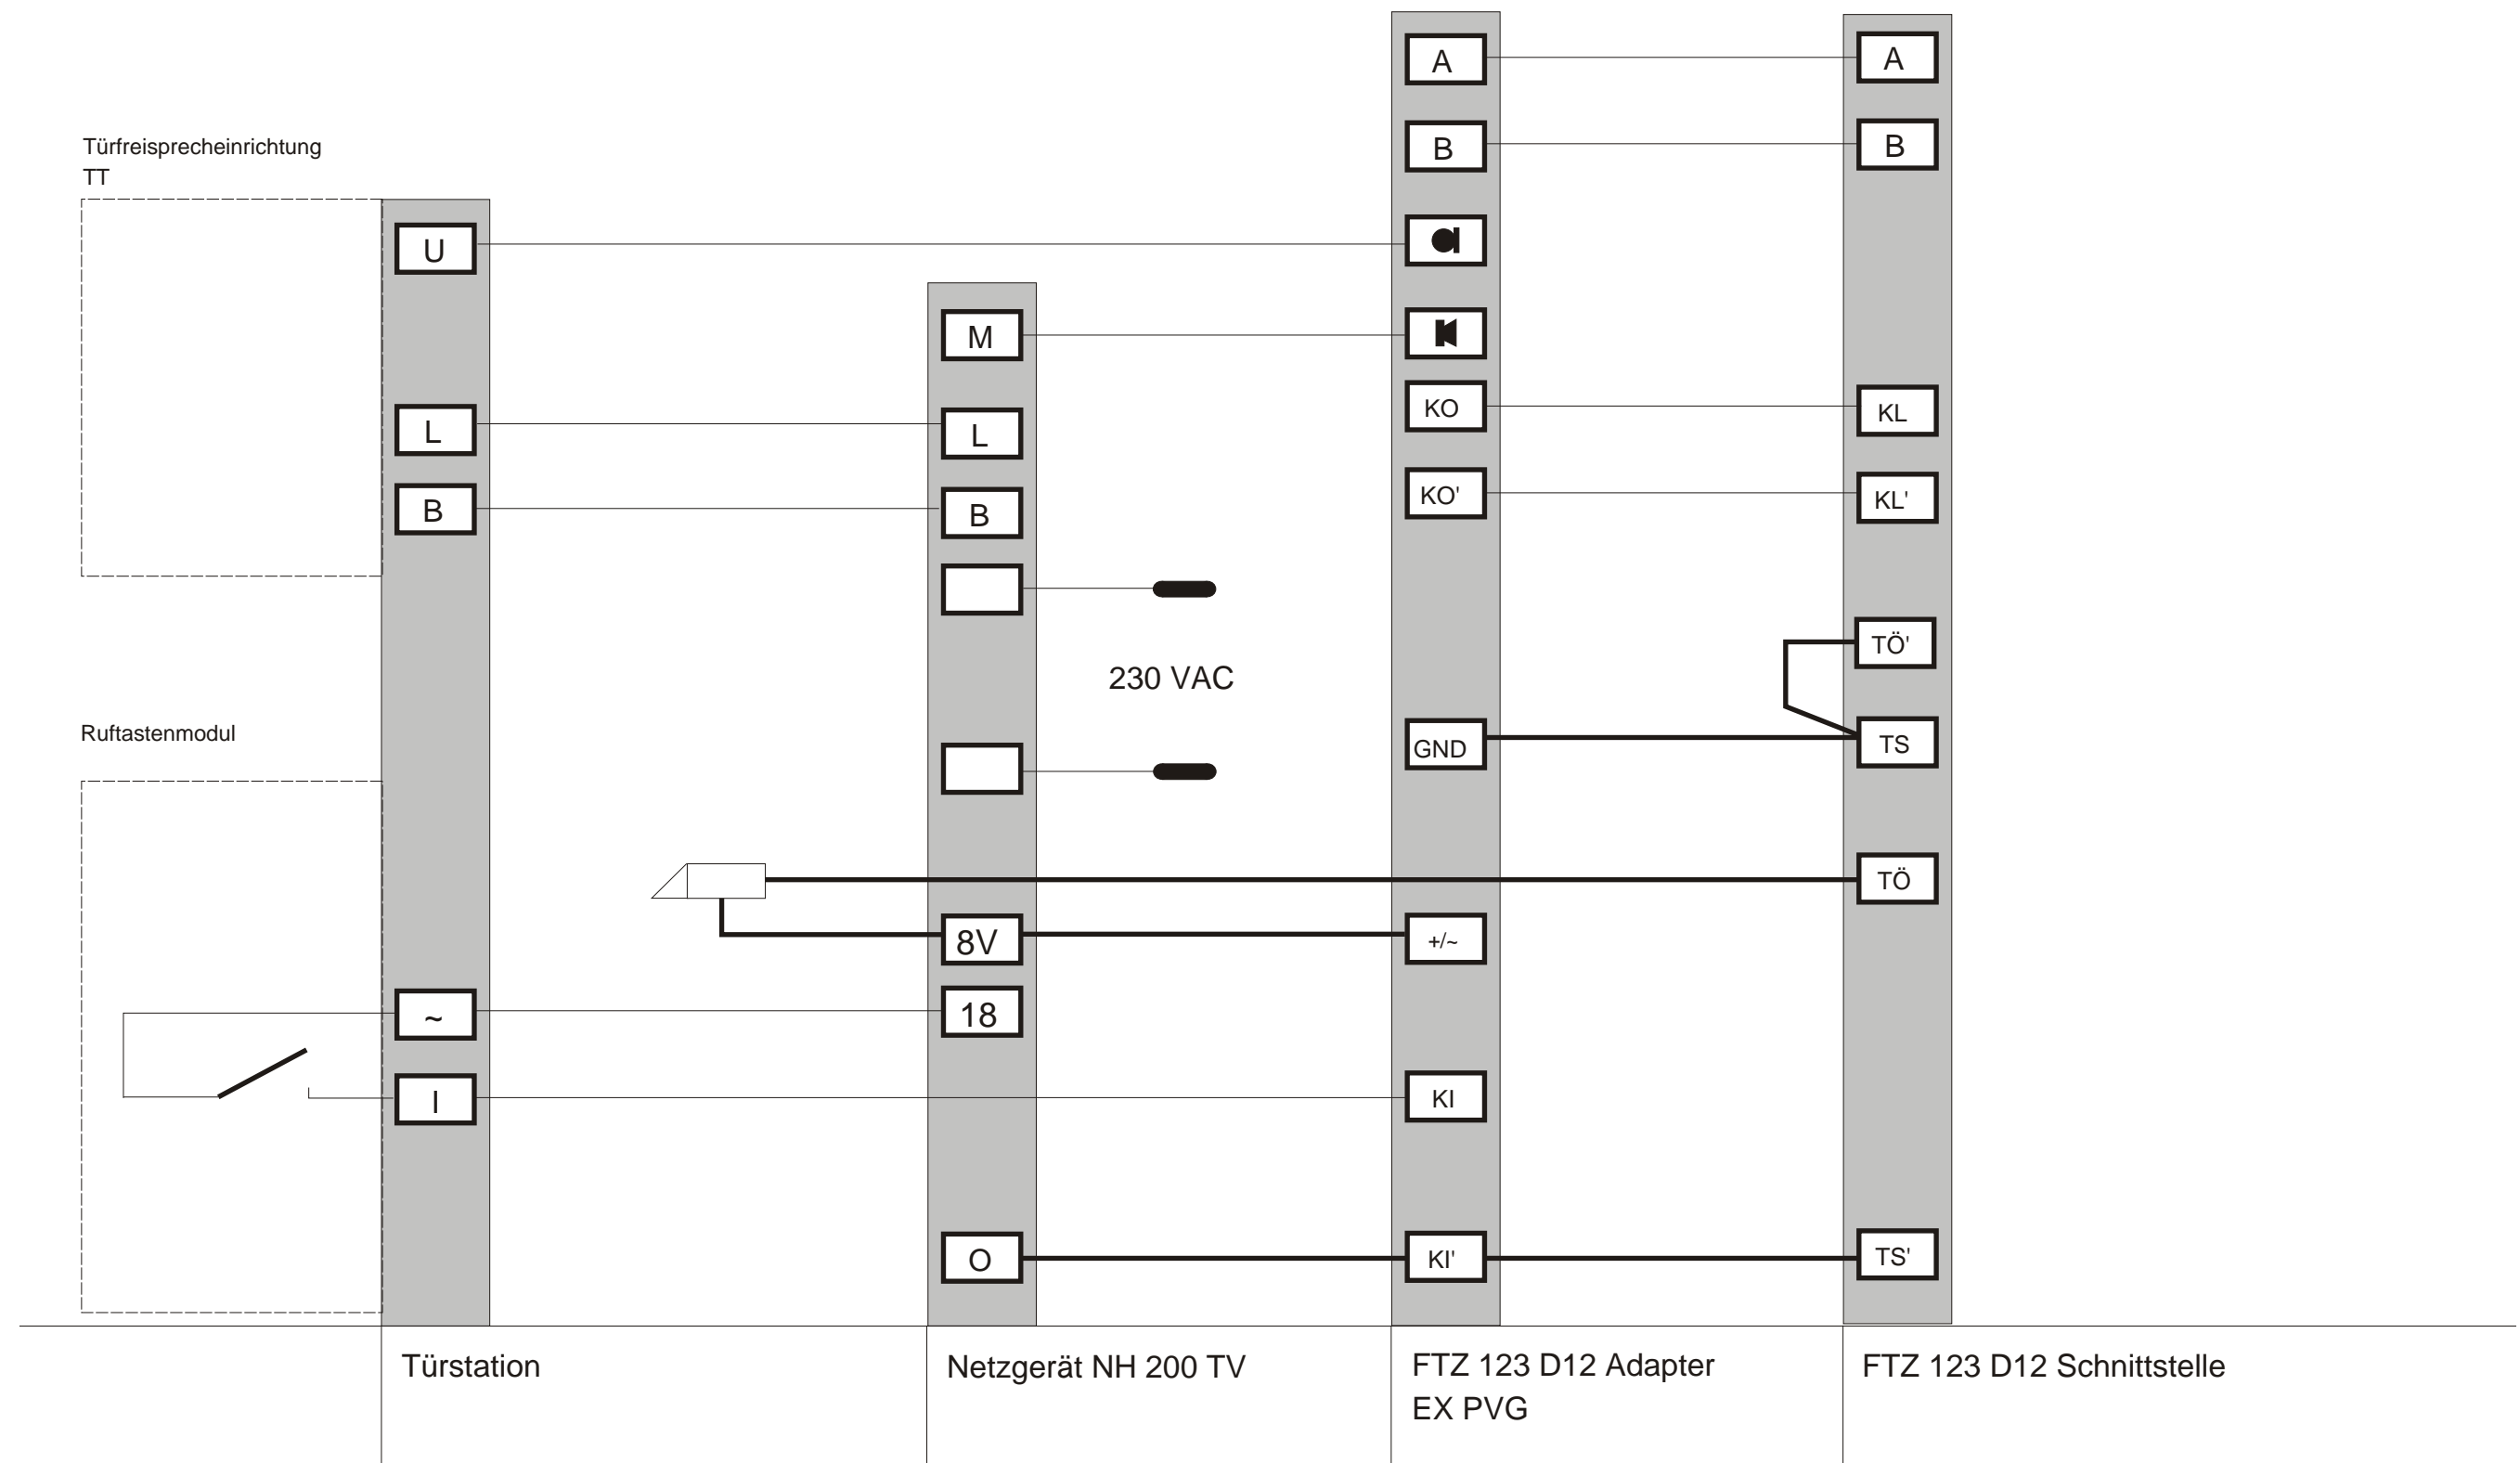 A
A
B
B
Türfreisprecheinrichtung
TT
U
M
KO
KL
L
L
KO'
KL'
B
B
TÖ'
230 VAC
Ruftastenmodul
GND
TS
TÖ
8V
+/~
~
18
I
KI
O
KI'
TS'
Türstation
Netzgerät NH 200 TV
FTZ 123 D12 Adapter
EX PVG
FTZ 123 D12 Schnittstelle